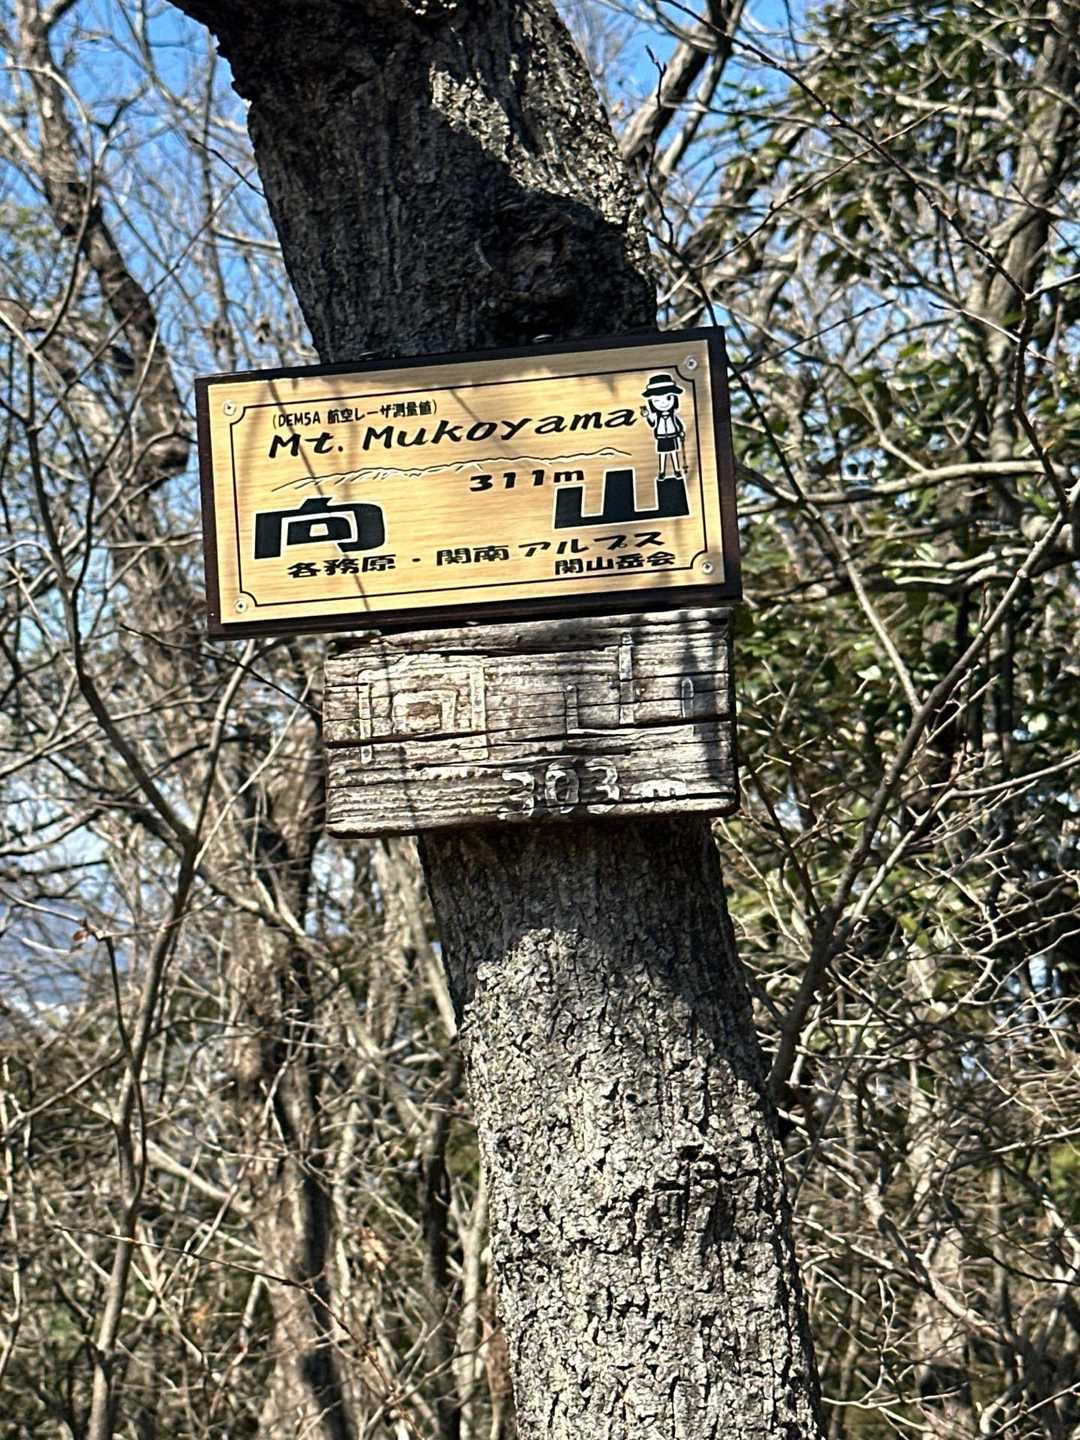 (DEM5A 航空レーザ測量値)
Mt. Mukoyama
311m
向山
各務原・関南アルプス
関山岳会
向山
303m